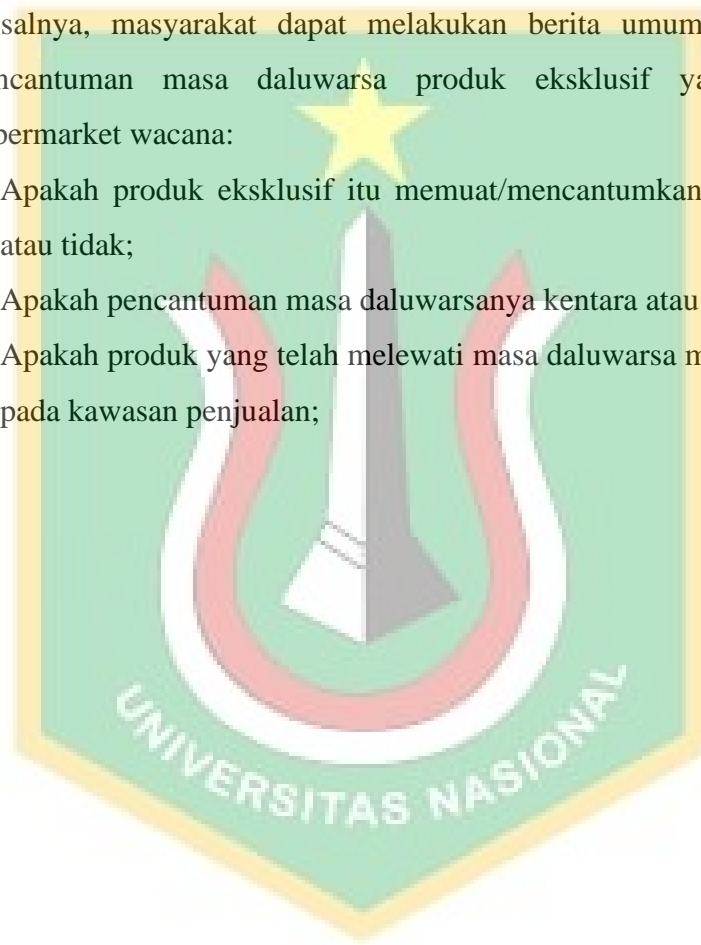 salnya, masyarakat dapat melakukan berita umum
ncantuman masa daluwarsa produk eksklusif ya
permarket wacana:
Apakah produk eksklusif itu memuat/mencantumkan
atau tidak;
Apakah pencantuman masa daluwarsanya kentara atau
Apakah produk yang telah melewati masa daluwarsa m
pada kawasan penjualan;
UNIVERSITAS NASIONAL